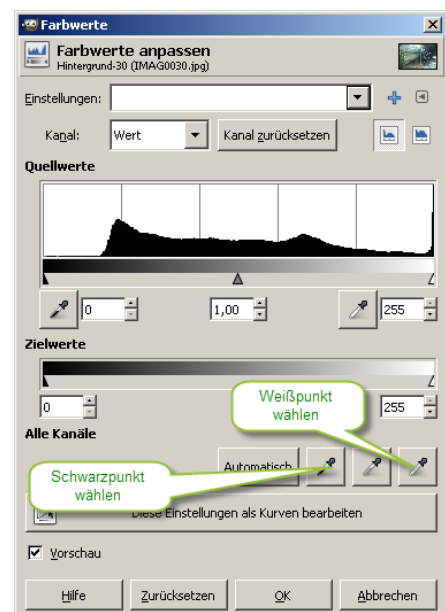 Farbwerte
Farbwerte anpassen
Hintergrund-30 (IMAG0030.jpg)
Einstellungen:
Kanal: Wert Kanal zurücksetzen
Quellwerte
0 1,00 255
Zielwerte
0 255
Weißpunkt
wählen
Alle Kanäle
Automatisch
Schwarzpunkt
wählen
Diese Einstellungen als Kurven bearbeiten
Vorschau
Hilfe Zurücksetzen OK Abbrechen